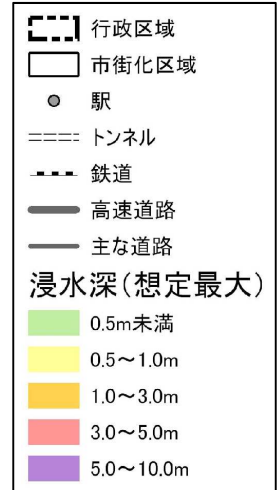 行政区域
市街化区域
駅
トンネル
鉄道
高速道路
主な道路
浸水深(想定最大)
0.5m未満
0.5～1.0m
1.0～3.0m
3.0～5.0m
5.0～10.0m